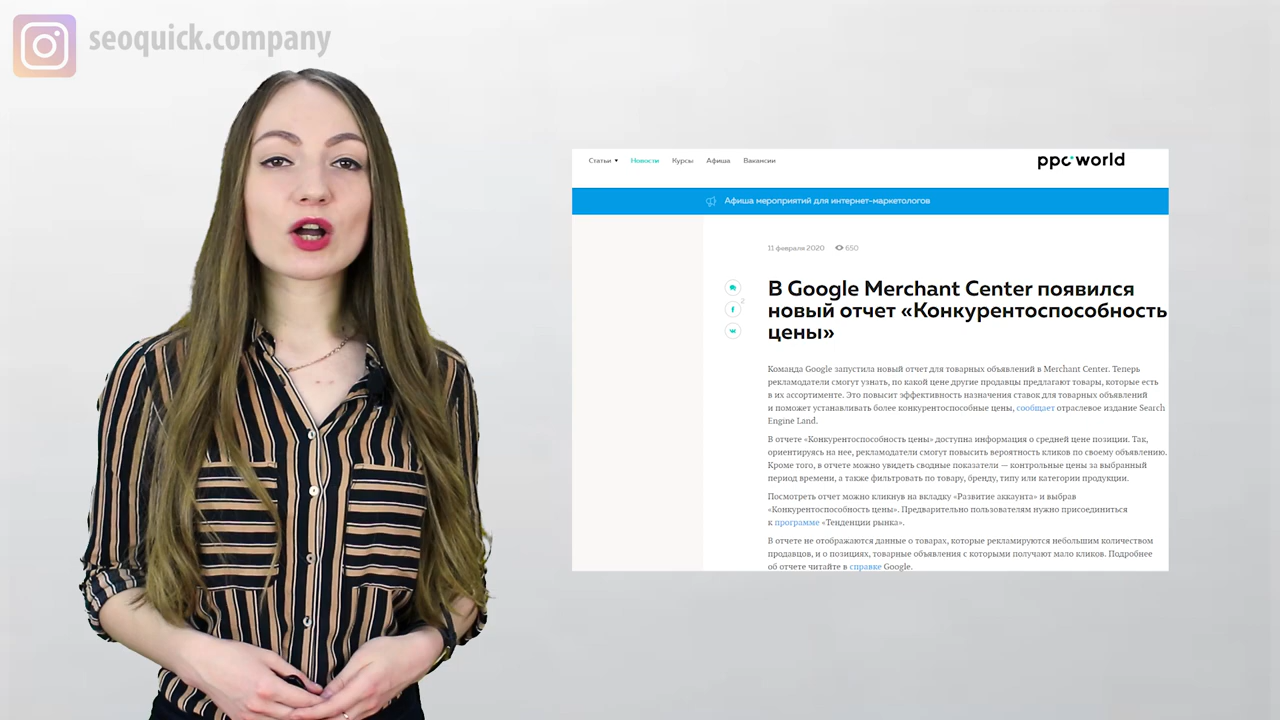 seoquick.company
Статьи Новости Курсы Афиша Вакансии
ppc world
Афиша мероприятий для интернет-маркетологов
11 февраля 2020 650
В Google Merchant Center появился
новый отчет «Конкурентоспособность
цены»
2
Команда Google запустила новый отчет для товарных объявлений в Merchant Center. Теперь
рекламодатели смогут узнать, по какой цене другие продавцы предлагают товары, которые есть
в их ассортименте. Это повысит эффективность назначения ставок для товарных объявлений
и поможет устанавливать более конкурентоспособные цены, сообщает отраслевое издание Search
Engine Land.
В отчете «Конкурентоспособность цены» доступна информация о средней цене позиции. Так,
ориентируясь на нее, рекламодатели смогут повысить вероятность кликов по своему объявлению.
Кроме того, в отчете можно увидеть сводные показатели — контрольные цены за выбранный
период времени, а также фильтровать по товару, бренду, типу или категории продукции.
Посмотреть отчет можно кликнув на вкладку «Развитие аккаунта» и выбрав
«Конкурентоспособность цены». Предварительно пользователям нужно присоединиться
к программе «Тенденции рынка».
В отчете не отображаются данные о товарах, которые рекламируются небольшим количеством
продавцов, и о позициях, товарные объявления с которыми получают мало кликов. Подробнее
об отчете читайте в справке Google.